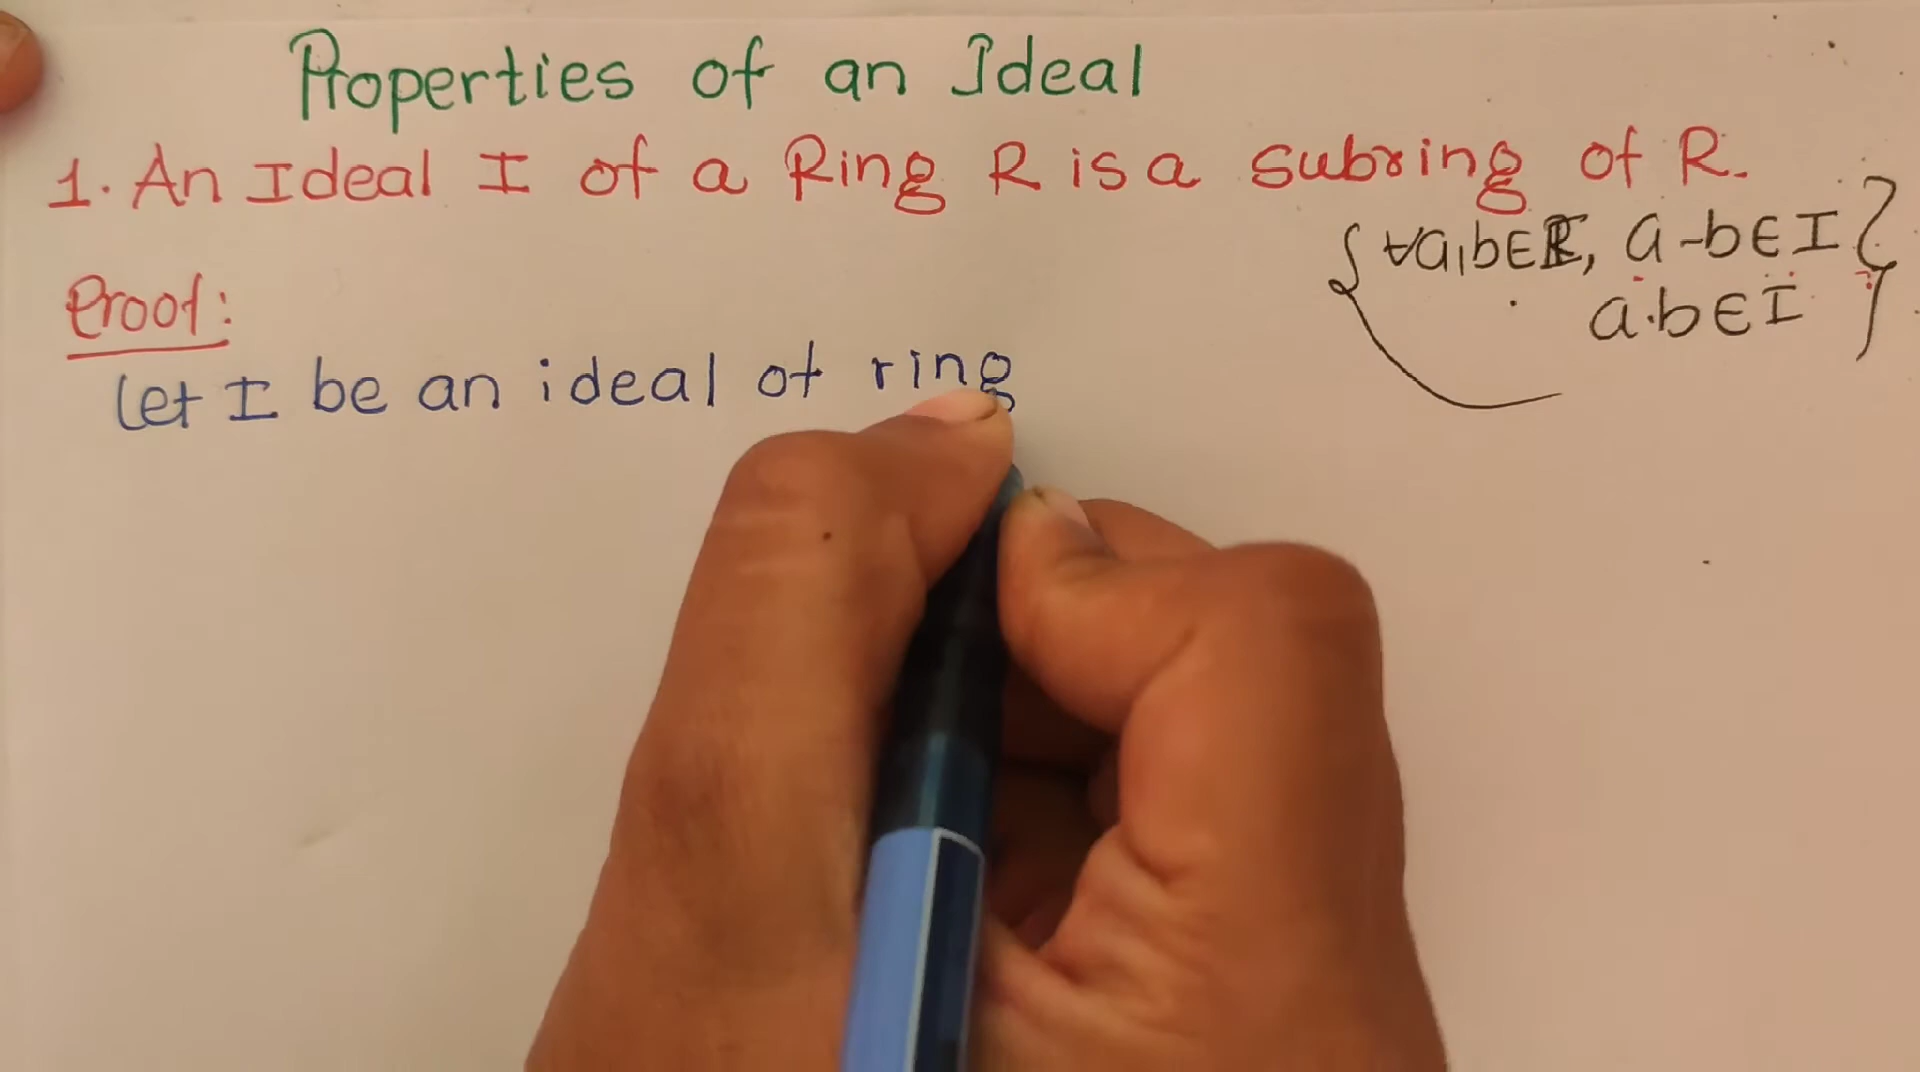 Properties of an Ideal
1. An Ideal I of a Ring R is a subring of R.
{∀a,b∈I, a-b∈I
a.b∈I}
Proof:
Let I be an ideal of ring